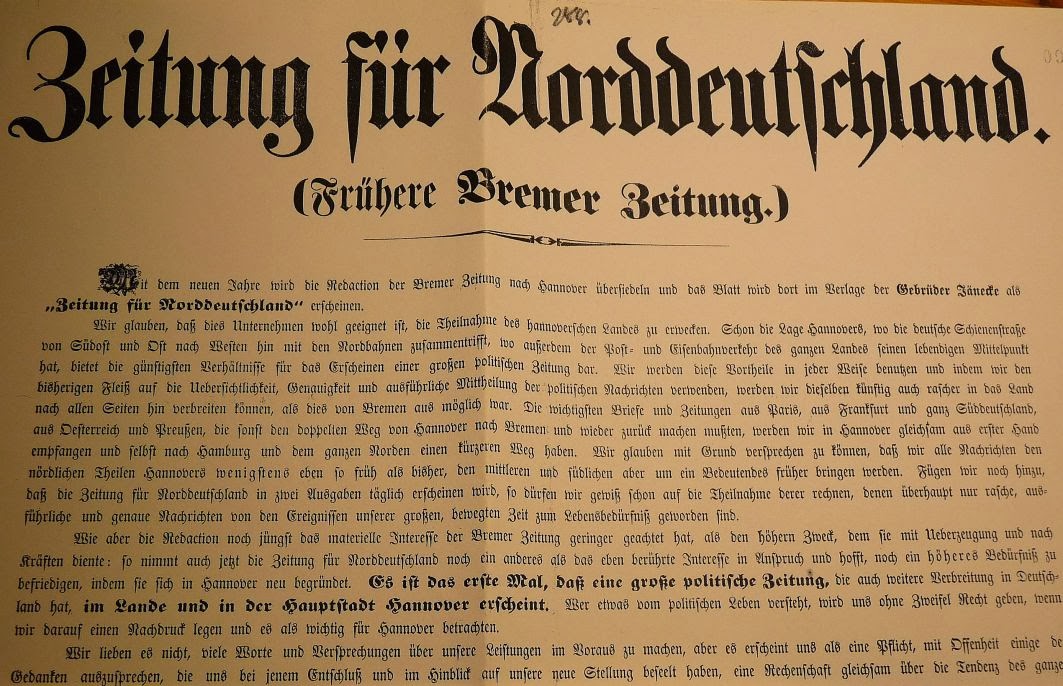 288.
Zeitung für Norddeutschland.
(Frühere Bremer Zeitung.)
Mit dem neuen Jahre wird die Redaction der Bremer Zeitung nach Hannover übersiedeln und das Blatt wird dort im Verlage der Gebrüder Jänecke als
„Zeitung für Norddeutschland“ erscheinen.
Wir glauben, daß dies Unternehmen wohl geeignet ist, die Theilnahme des hannoverschen Landes zu erwecken. Schon die Lage Hannovers, wo die deutsche Schienenstraße
von Südost und Ost nach Westen hin mit den Nordbahnen zusammentrifft, wo außerdem der Post- und Eisenbahnverkehr des ganzen Landes seinen lebendigen Mittelpunkt
hat, bietet die günstigsten Verhältnisse für das Erscheinen einer großen politischen Zeitung dar. Wir werden diese Vortheile in jeder Weise benutzen und indem wir den
bisherigen Fleiß auf die Uebersichtlichkeit, Genauigkeit und ausführliche Mittheilung der politischen Nachrichten verwenden, werden wir dieselben künftig auch rascher in das Land
nach allen Seiten hin verbreiten können, als dies von Bremen aus möglich war. Die wichtigsten Briefe und Zeitungen aus Paris, aus Frankfurt und ganz Süddeutschland,
aus Oesterreich und Preußen, die sonst den doppelten Weg von Hannover nach Bremen und wieder zurück machen mußten, werden wir in Hannover gleichsam aus erster Hand
empfangen und selbst nach Hamburg und dem ganzen Norden einen kürzeren Weg haben. Wir glauben mit Grund versprechen zu können, daß wir alle Nachrichten den
nördlichen Theilen Hannovers wenigstens eben so früh als bisher, den mittleren und südlichen aber um ein Bedeutendes früher bringen werden. Fügen wir noch hinzu,
daß die Zeitung für Norddeutschland in zwei Ausgaben täglich erscheinen wird, so dürfen wir gewiß schon auf die Theilnahme derer rechnen, denen überhaupt nur rasche, aus-
führliche und genaue Nachrichten von den Ereignissen unserer großen, bewegten Zeit zum Lebensbedürfniß geworden sind.
Wie aber die Redaction noch jüngst das materielle Interesse der Bremer Zeitung geringer geachtet hat, als den höhern Zweck, dem sie mit Ueberzeugung und nach
Kräften diente: so nimmt auch jetzt die Zeitung für Norddeutschland noch ein anderes als das eben berührte Interesse in Anspruch und hofft, noch ein höheres Bedürfniß zu
befriedigen, indem sie sich in Hannover neu begründet. Es ist das erste Mal, daß eine große politische Zeitung, die auch weitere Verbreitung in Deutsch-
land hat, im Lande und in der Hauptstadt Hannover erscheint. Wer etwas vom politischen Leben versteht, wird uns ohne Zweifel Recht geben, wenn
wir darauf einen Nachdruck legen und es als wichtig für Hannover betrachten.
Wir lieben es nicht, viele Worte und Versprechungen über unsere Leistungen im Voraus zu machen, aber es erscheint uns als eine Pflicht, mit Offenheit einige de
Gedanken auszusprechen, die uns bei jenem Entschluß und im Hinblick auf unsere neue Stellung beseelt haben, eine Rechenschaft gleichsam über die Tendenz des ganze